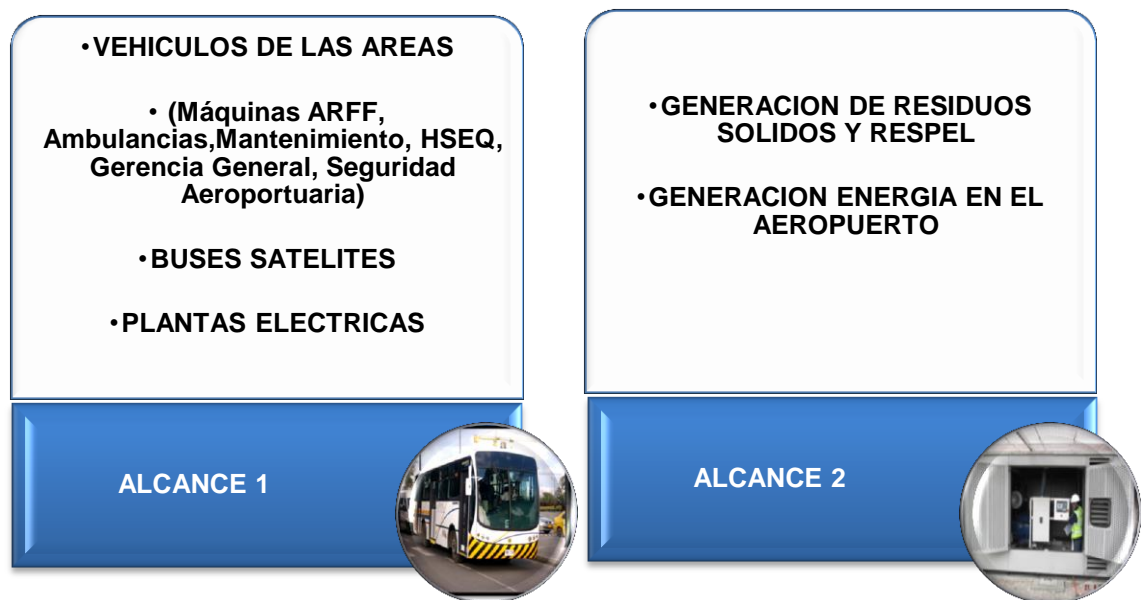 •VEHICULOS DE LAS AREAS
• (Máquinas ARFF,
Ambulancias,Mantenimiento, HSEQ,
Gerencia General, Seguridad
Aeroportuaria)
•BUSES SATELITES
•PLANTAS ELECTRICAS
ALCANCE 1
•GENERACION DE RESIDUOS
SOLIDOS Y RESPEL
•GENERACION ENERGIA EN EL
AEROPUERTO
ALCANCE 2